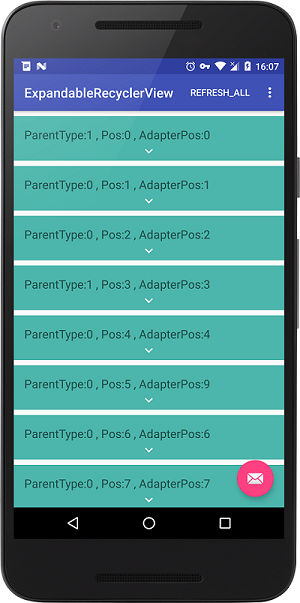 16:07
ExpandableRecyclerView REFRESH_ALL
ParentType:1 , Pos:0 , AdapterPos:0
ParentType:0 , Pos:1 , AdapterPos:1
ParentType:0 , Pos:2 , AdapterPos:2
ParentType:1 , Pos:3 , AdapterPos:3
ParentType:0 , Pos:4 , AdapterPos:4
ParentType:0 , Pos:5 , AdapterPos:9
ParentType:0 , Pos:6 , AdapterPos:6
ParentType:0 , Pos:7 , AdapterPos:7